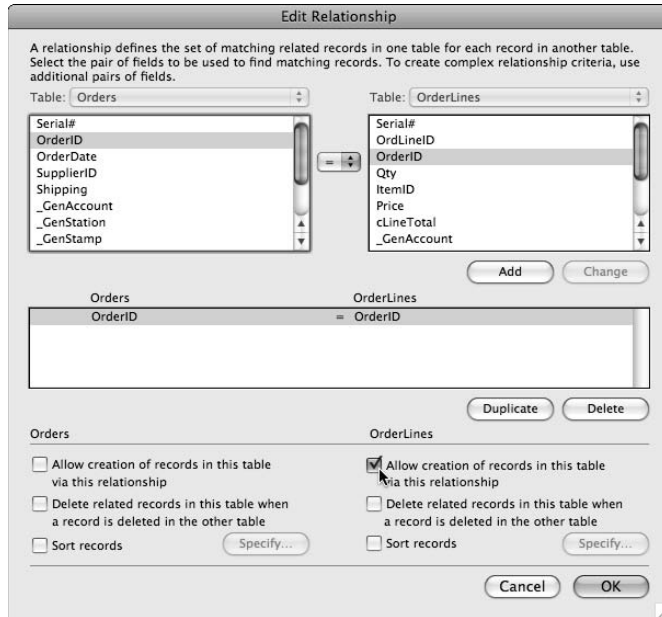 Edit Relationship
A relationship defines the set of matching related records in one table for each record in another table.
Select the pair of fields to be used to find matching records. To create complex relationship criteria, use
additional pairs of fields.
Table: Orders
Table: OrderLines
Serial#
OrderID
OrderDate
SupplierID
Shipping
_GenAccount
_GenStation
_GenStamp
=
Serial#
OrdLineID
OrderID
Qty
ItemID
Price
cLineTotal
_GenAccount
Add
Change
Orders
OrderLines
OrderID = OrderID
Duplicate
Delete
Orders
Allow creation of records in this table
via this relationship
Delete related records in this table when
a record is deleted in the other table
Sort records
Specify...
OrderLines
Allow creation of records in this table
via this relationship
Delete related records in this table when
a record is deleted in the other table
Sort records
Specify...
Cancel
OK